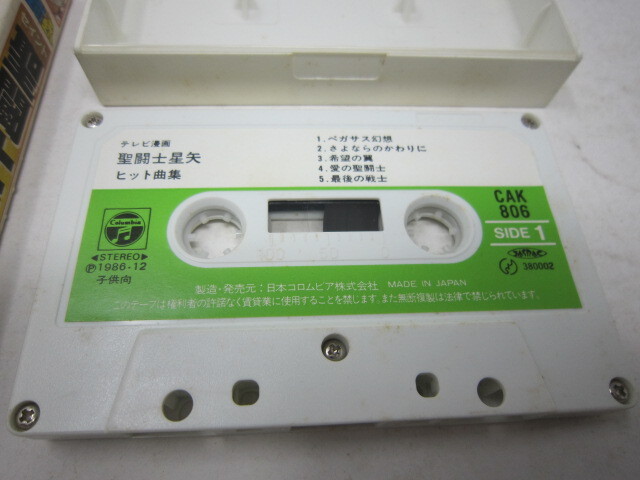 テレビ漫画
聖闘士星矢
ヒット曲集
1.ペガサス幻想
2.さよならのかわりに
3.希望の翼
4.愛の聖闘士
5.最後の戦士
CAK
806
SIDE 1
Columbia
◀STEREO▶
Ⓟ1986・12
子供向
380002
製造・発売元：日本コロムビア株式会社 MADE IN JAPAN
このテープは権利者の許諾なく賃貸業に使用することを禁じます.また無断複製は法律で禁じられています.